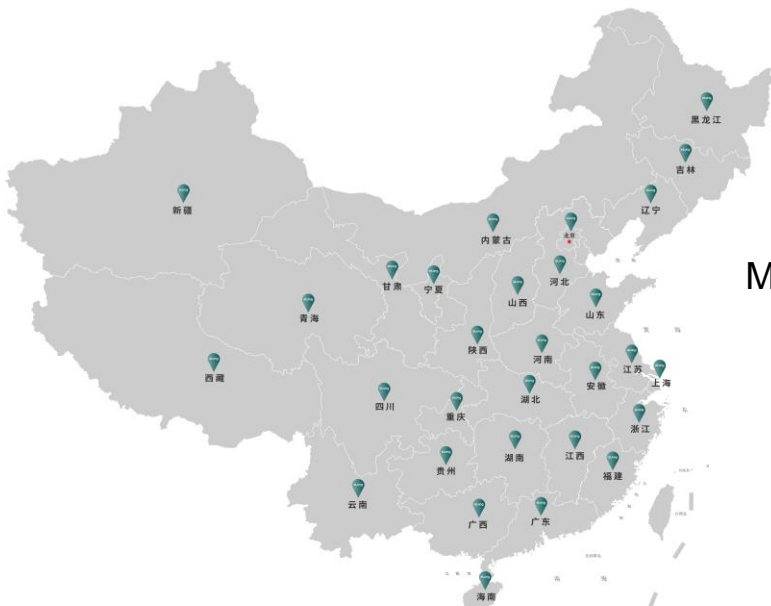 黑龙江
吉林
辽宁
新疆
内蒙古
北京
M
河北
甘肃
宁夏
山西
青海
山东
陕西
河南
江苏
西藏
安徽
上海
四川
湖北
重庆
浙江
湖南
江西
贵州
福建
云南
广西
广东
海南